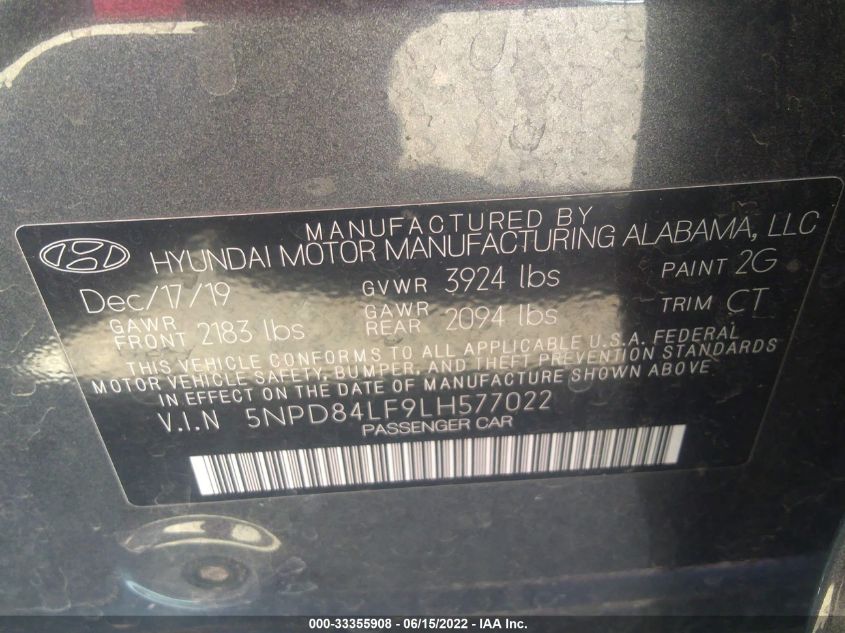 MANUFACTURED BY
HYUNDAI MOTOR MANUFACTURING ALABAMA, LLC
Dec/17/19 GVWR 3924 lbs PAINT 2G
GAWR FRONT 2183 lbs GAWR REAR 2094 lbs TRIM CT
THIS VEHICLE CONFORMS TO ALL APPLICABLE U.S.A. FEDERAL
MOTOR VEHICLE SAFETY, BUMPER, AND THEFT PREVENTION STANDARDS
IN EFFECT ON THE DATE OF MANUFACTURE SHOWN ABOVE.
V.I.N 5NPD84LF9LH577022
PASSENGER CAR
000-33355908 - 06/15/2022 - IAA Inc.